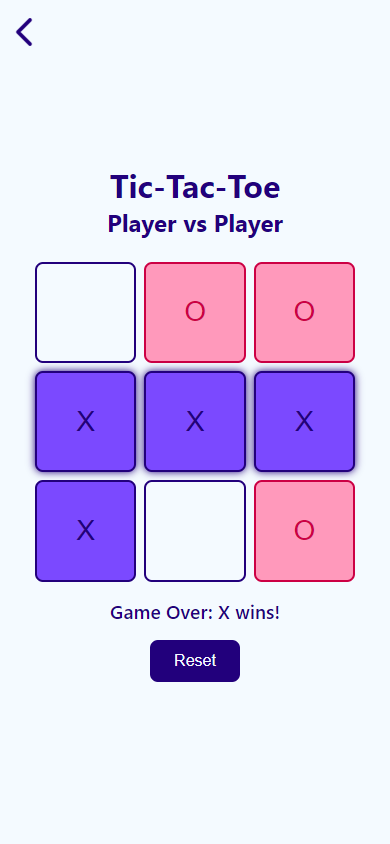 Tic-Tac-Toe
Player vs Player
O O
X X X
X O
Game Over: X wins!
Reset